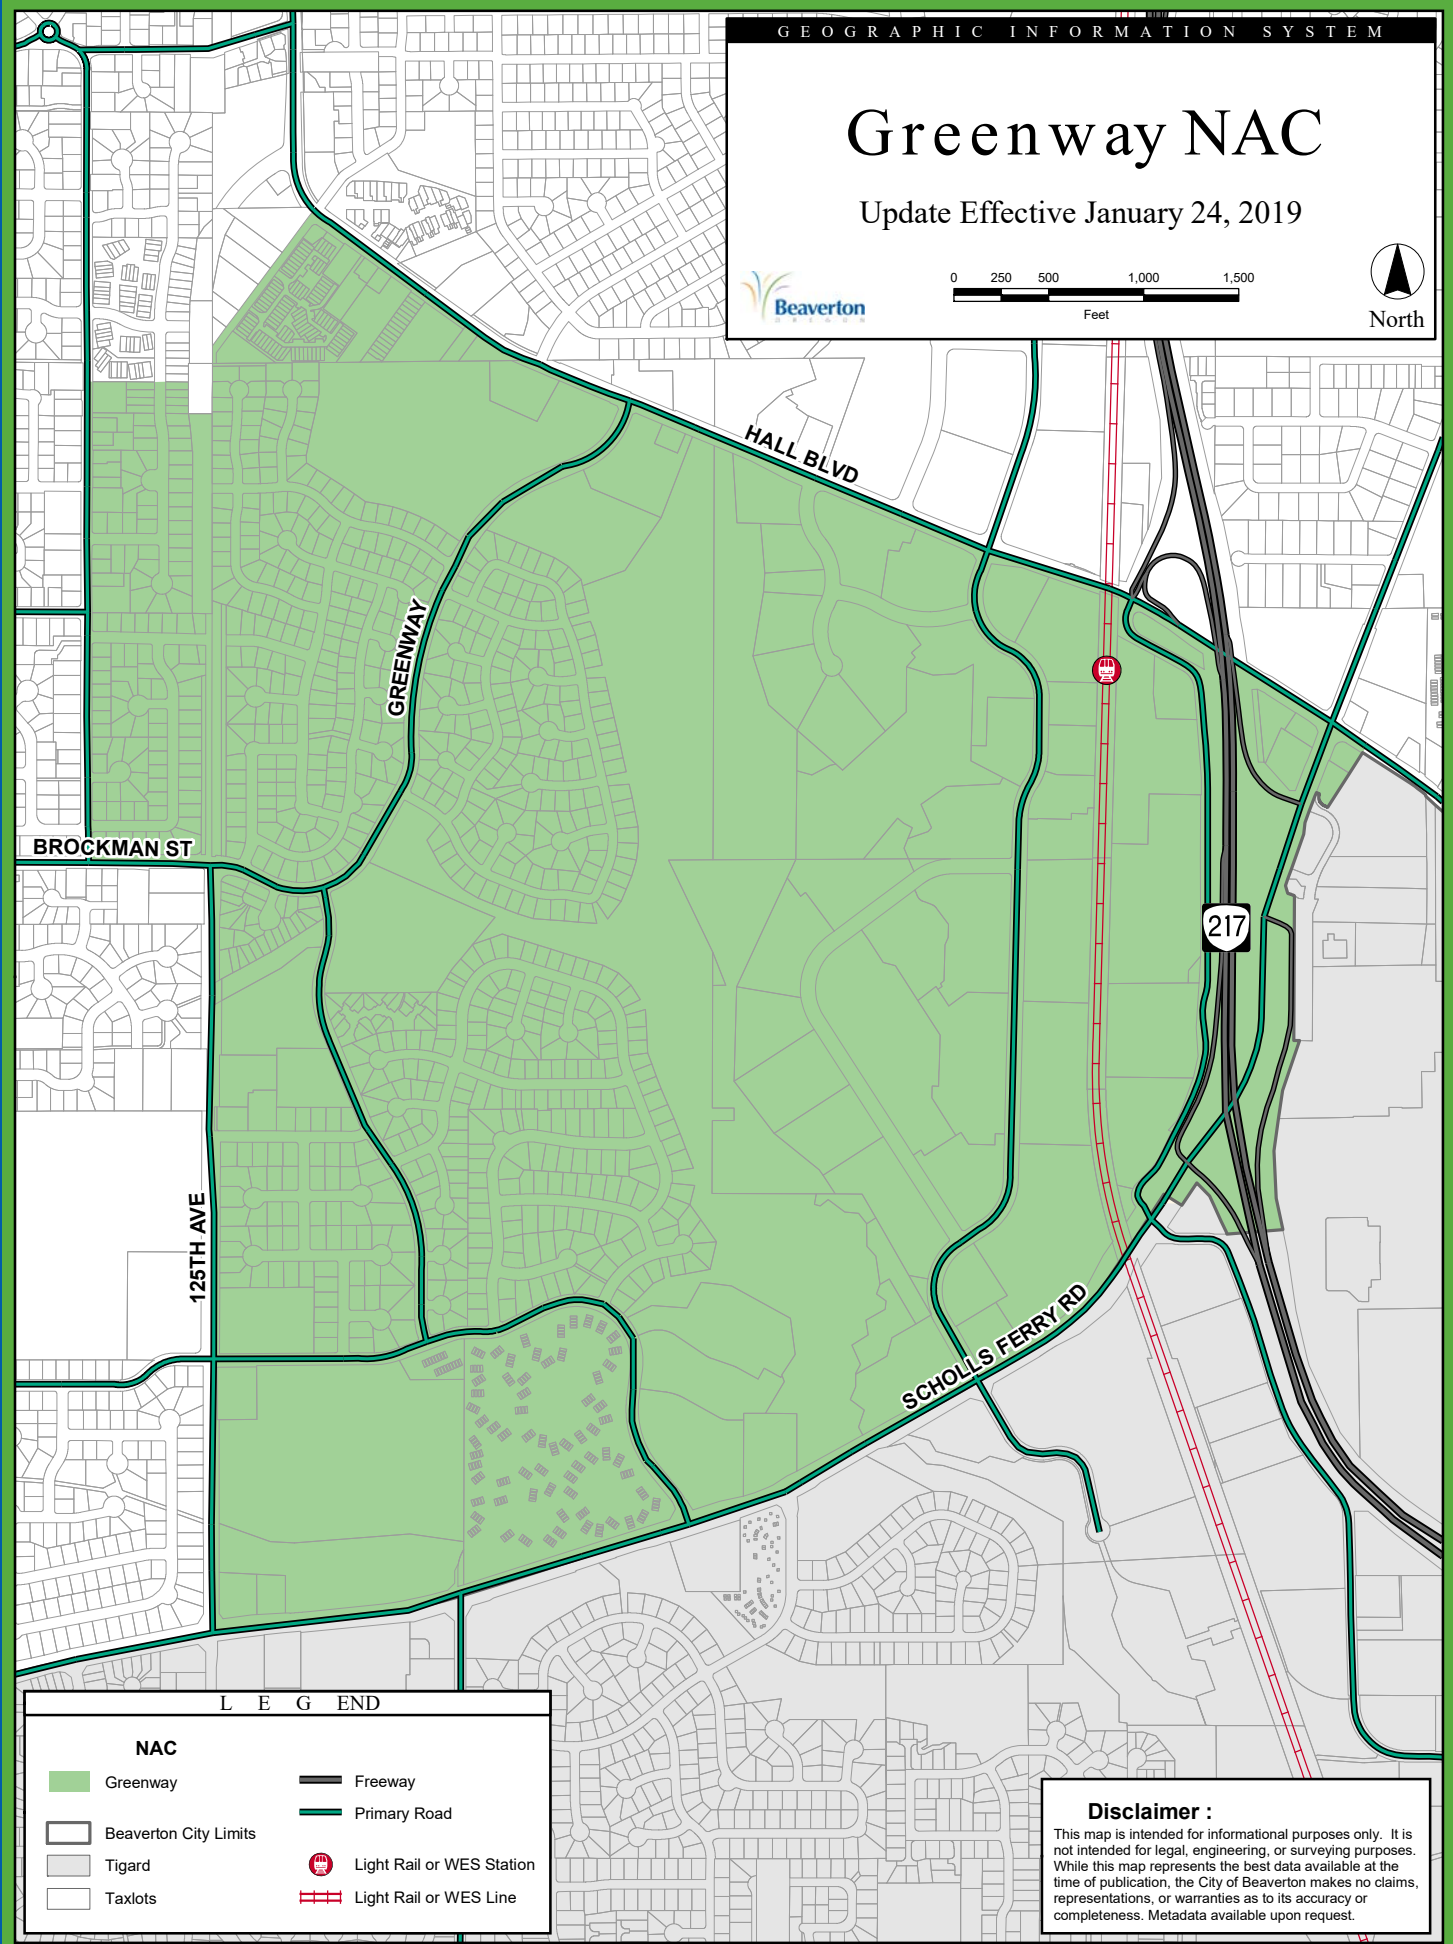 GEOGRAPHIC INFORMATION SYSTEM
Greenway NAC
Update Effective January 24, 2019
0 250 500 1,000 1,500
Feet
Beaverton
OREGON
North
HALL BLVD
GREENWAY
BROCKMAN ST
217
125TH AVE
SCHOLLS FERRY RD
LEGEND
NAC
Greenway
Beaverton City Limits
Tigard
Taxlots
Freeway
Primary Road
Light Rail or WES Station
Light Rail or WES Line
Disclaimer :
This map is intended for informational purposes only. It is
not intended for legal, engineering, or surveying purposes.
While this map represents the best data available at the
time of publication, the City of Beaverton makes no claims,
representations, or warranties as to its accuracy or
completeness. Metadata available upon request.